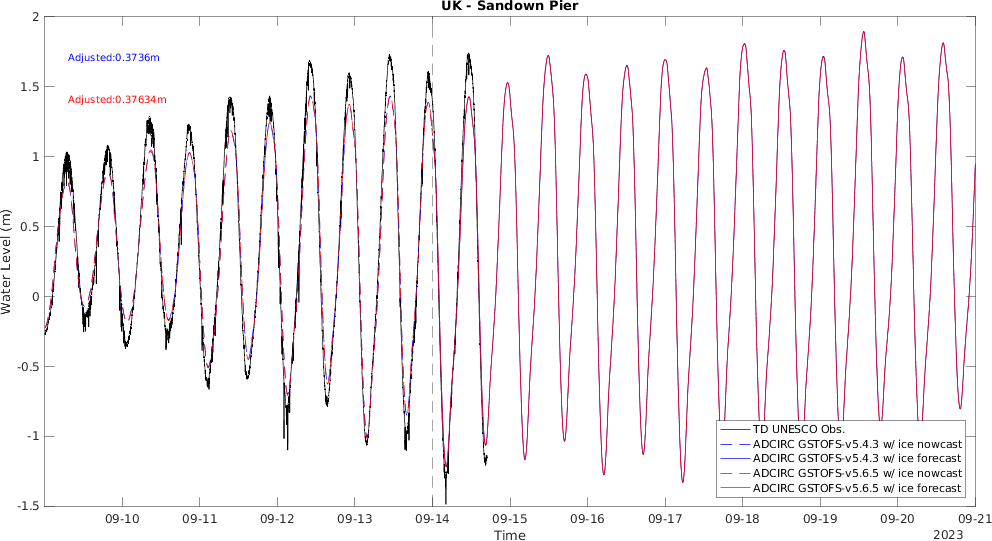 UK - Sandown Pier
2
1.5
1
0.5
0
-0.5
-1
-1.5
Water Level (m)
Adjusted:0.3736m
Adjusted:0.37634m
TD UNESCO Obs.
ADCIRC GSTOFS-v5.4.3 w/ ice nowcast
ADCIRC GSTOFS-v5.4.3 w/ ice forecast
ADCIRC GSTOFS-v5.6.5 w/ ice nowcast
ADCIRC GSTOFS-v5.6.5 w/ ice forecast
09-10 09-11 09-12 09-13 09-14 09-15 09-16 09-17 09-18 09-19 09-20 09-21
Time
2023